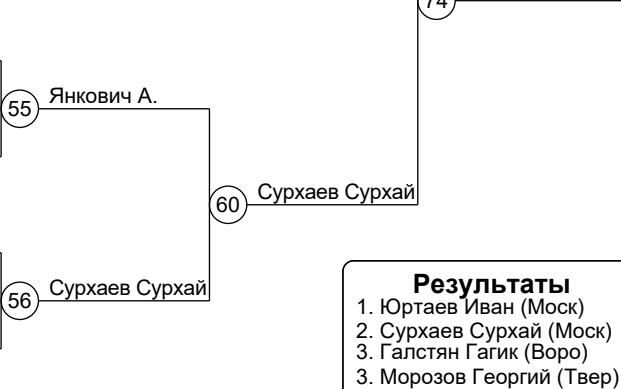 74
Янкович А.
55
Сурхаев Сурхай
60
Сурхаев Сурхай
56
Результаты
1. Юртаев Иван (Моск)
2. Сурхаев Сурхай (Моск)
3. Галстян Гагик (Воро)
3. Морозов Георгий (Твер)